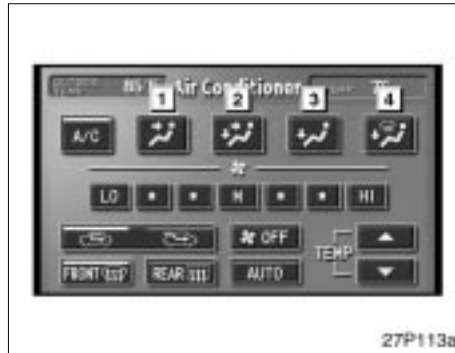 Air Conditioner
1 2 3 4
A/C
LO M HI
OFF
TEMP
FRONT REAR AUTO
27P113a